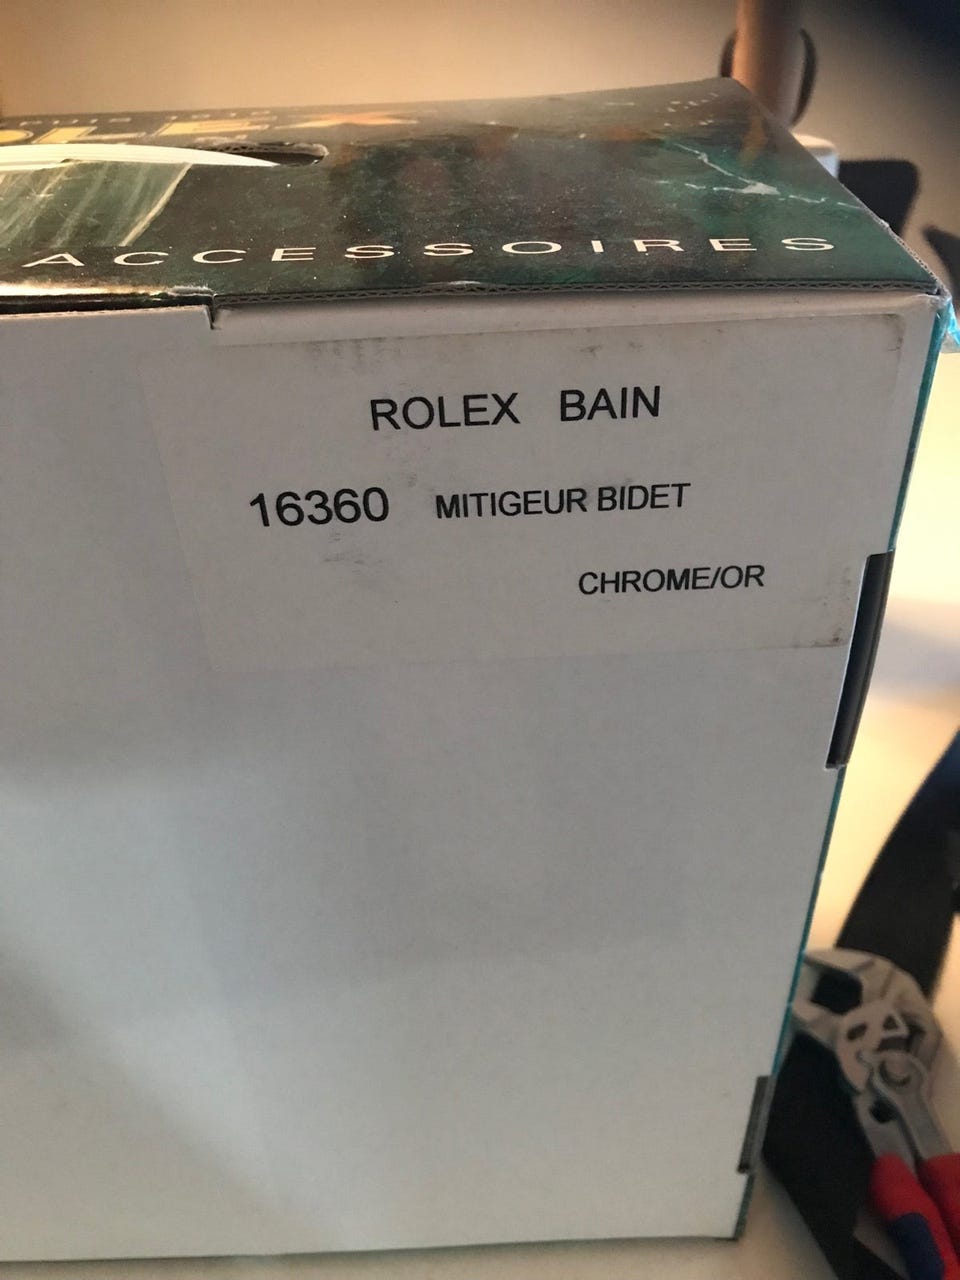 ACCESSOIRES
ROLEX BAIN
16360 MITIGEUR BIDET
CHROME/OR